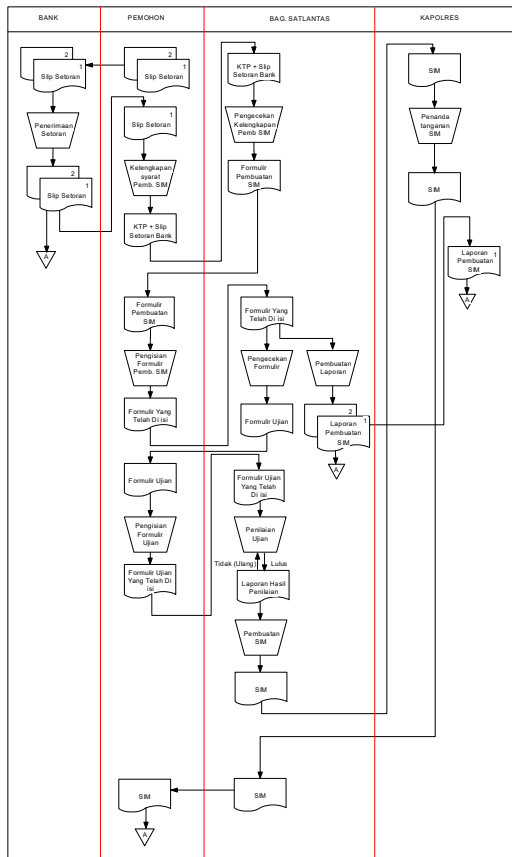 BANK
PEMOHON
BAG. SATLANTAS
KAPOLRES
2
1
Slip Setoran
Penerimaan
Setoran
2
1
Slip Setoran
A
2
1
Slip Setoran
1
Slip Setoran
Kelengkapan
syarat
Pemb. SIM
KTP + Slip
Setoran Bank
KTP + Slip
Setoran Bank
Pengecekan
Kelengkapan
Pemb SIM
Formulir
Pembuatan
SIM
SIM
Penanda
tanganan
SIM
SIM
Laporan 1
Pembuatan
SIM
A
Formulir
Pembuatan
SIM
Pengisian
Formulir
Pemb. SIM
Formulir Yang
Telah Di isi
Formulir Yang
Telah Di isi
Pengecekan
Formulir
Formulir Ujian
Pembuatan
Laporan
2
1
Laporan
Pembuatan
SIM
A
Formulir Ujian
Pengisian
Formulir
Ujian
Formulir Ujian
Yang Telah Di
isi
Formulir Ujian
Yang Telah
Di isi
Penilaian
Ujian
Tidak (Ulang)
Lulus
Laporan Hasil
Penilaian
Pembuatan
SIM
SIM
SIM
SIM
A